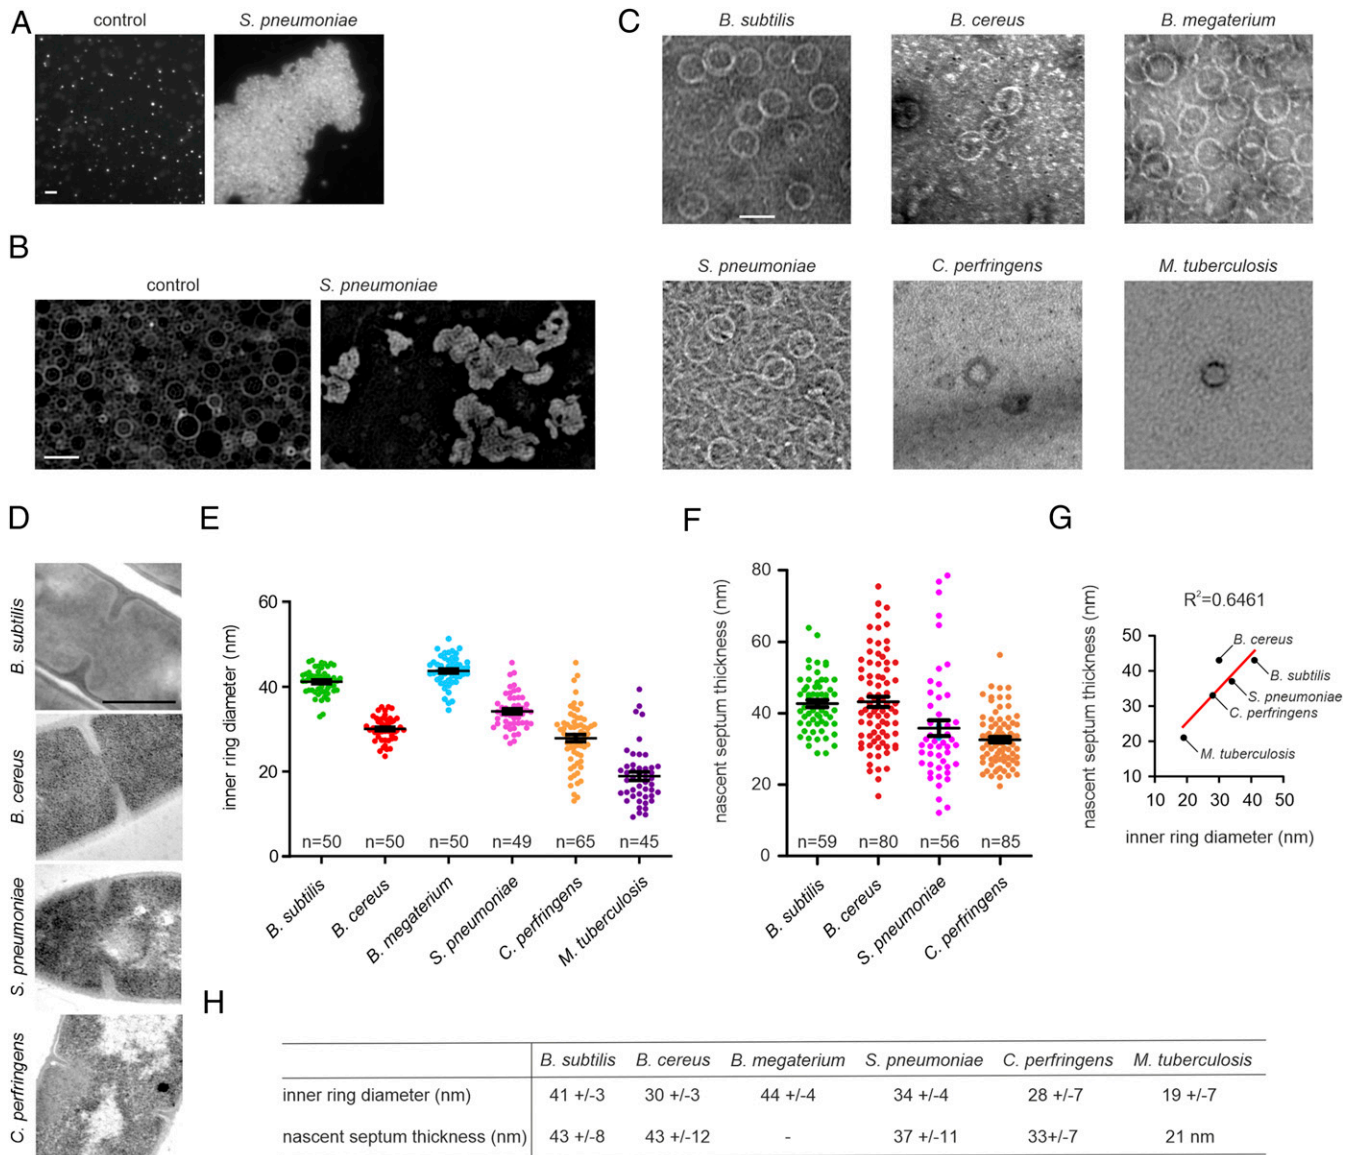 A
control
S. pneumoniae
B
control
S. pneumoniae
C
B. subtilis
B. cereus
B. megaterium
S. pneumoniae
C. perfringens
M. tuberculosis
D
B. subtilis
B. cereus
S. pneumoniae
C. perfringens
E
inner ring diameter (nm)
60
40
20
0
n=50
n=50
n=50
n=49
n=65
n=45
B. subtilis
B. cereus
B. megaterium
S. pneumoniae
C. perfringens
M. tuberculosis
F
nascent septum thickness (nm)
80
60
40
20
0
n=59
n=80
n=56
n=85
B. subtilis
B. cereus
S. pneumoniae
C. perfringens
G
R²=0.6461
nascent septum thickness (nm)
50
40
30
20
10
B. cereus
B. subtilis
S. pneumoniae
C. perfringens
M. tuberculosis
10 20 30 40 50
inner ring diameter (nm)
H
B. subtilis B. cereus B. megaterium S. pneumoniae C. perfringens M. tuberculosis
inner ring diameter (nm) 41 +/-3 30 +/-3 44 +/-4 34 +/-4 28 +/-7 19 +/-7
nascent septum thickness (nm) 43 +/-8 43 +/-12 - 37 +/-11 33+/-7 21 nm